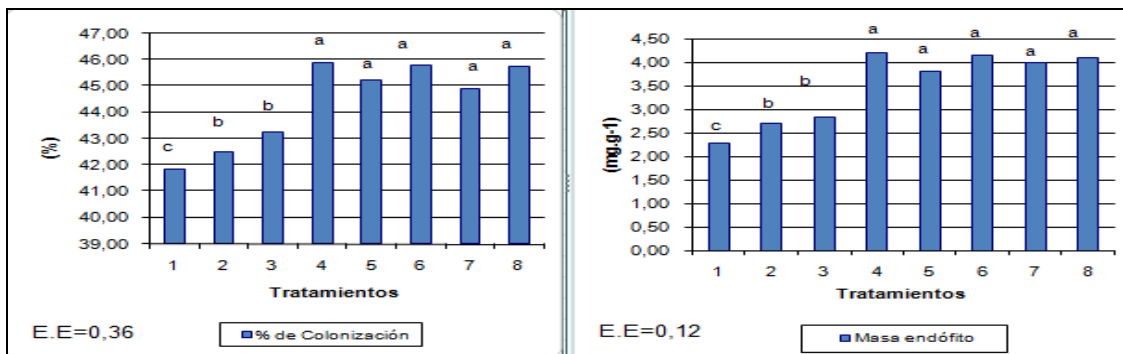 47,00
46,00
45,00
44,00
43,00
42,00
41,00
40,00
39,00
(%)
c
b
b
a
a
a
a
a
1 2 3 4 5 6 7 8
Tratamientos
E.E=0,36
% de Colonización
4,50
4,00
3,50
3,00
2,50
2,00
1,50
1,00
0,50
0,00
(mg.g-1)
c
b
b
a
a
a
a
a
1 2 3 4 5 6 7 8
Tratamientos
E.E=0,12
Masa endófito